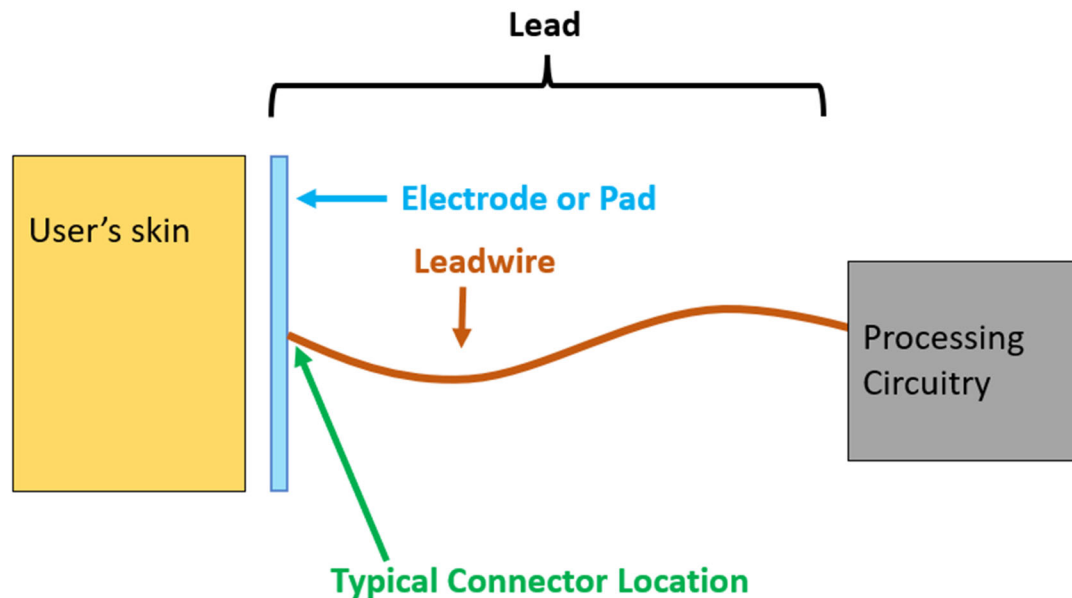 Lead
User’s skin
Electrode or Pad
Leadwire
Processing
Circuitry
Typical Connector Location